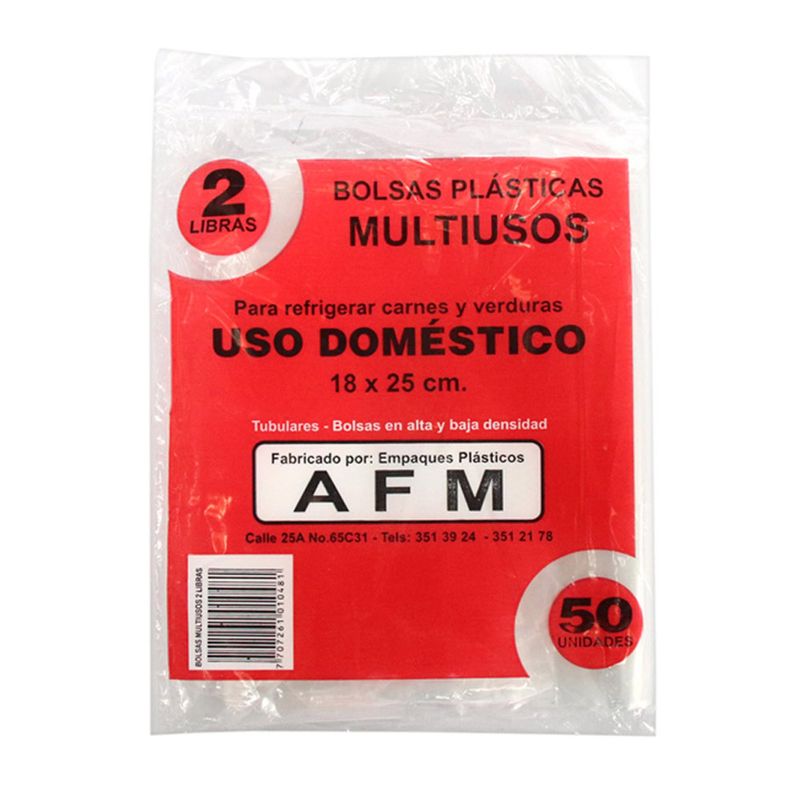 2
LIBRAS
BOLSAS PLÁSTICAS
MULTIUSOS
Para refrigerar carnes y verduras
USO DOMÉSTICO
18 x 25 cm.
Tubulares - Bolsas en alta y baja densidad
Fabricado por: Empaques Plásticos
A F M
Calle 25A No.65C31 - Tels: 351 39 24 - 351 21 78
BOLSAS MULTIUSOS 2 LIBRAS
7707261010481
50
UNIDADES